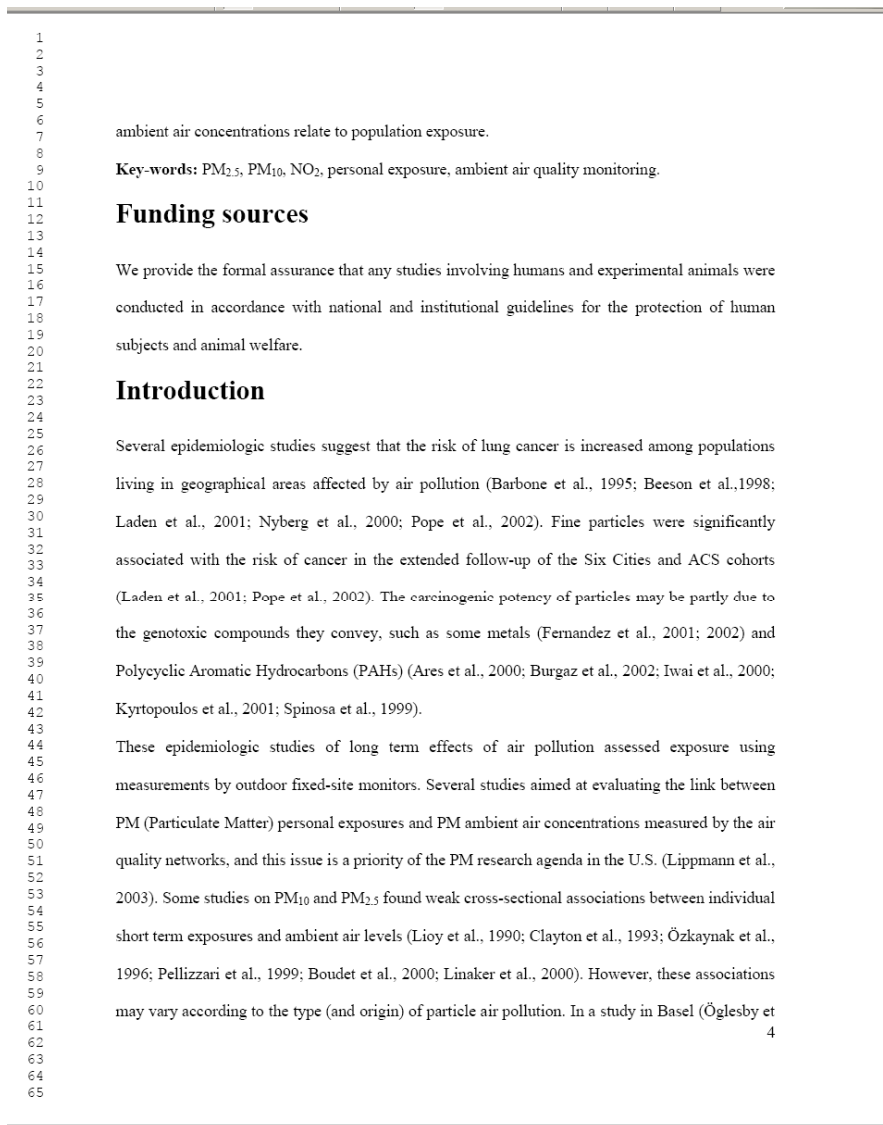 1
2
3
4
5
6
7
8
9
10
11
12
13
14
15
16
17
18
19
20
21
22
23
24
25
26
27
28
29
30
31
32
33
34
35
36
37
38
39
40
41
42
43
44
45
46
47
48
49
50
51
52
53
54
55
56
57
58
59
60
61
62
63
64
65
ambient air concentrations relate to population exposure.
Key-words: PM2.5, PM10, NO2, personal exposure, ambient air quality monitoring.
Funding sources
We provide the formal assurance that any studies involving humans and experimental animals were
conducted in accordance with national and institutional guidelines for the protection of human
subjects and animal welfare.
Introduction
Several epidemiologic studies suggest that the risk of lung cancer is increased among populations
living in geographical areas affected by air pollution (Barbone et al., 1995; Beeson et al.,1998;
Laden et al., 2001; Nyberg et al., 2000; Pope et al., 2002). Fine particles were significantly
associated with the risk of cancer in the extended follow-up of the Six Cities and ACS cohorts
(Laden et al., 2001; Pope et al., 2002). The carcinogenic potency of particles may be partly due to
the genotoxic compounds they convey, such as some metals (Fernandez et al., 2001; 2002) and
Polycyclic Aromatic Hydrocarbons (PAHs) (Ares et al., 2000; Burgaz et al., 2002; Iwai et al., 2000;
Kyrtopoulos et al., 2001; Spinosa et al., 1999).
These epidemiologic studies of long term effects of air pollution assessed exposure using
measurements by outdoor fixed-site monitors. Several studies aimed at evaluating the link between
PM (Particulate Matter) personal exposures and PM ambient air concentrations measured by the air
quality networks, and this issue is a priority of the PM research agenda in the U.S. (Lippmann et al.,
2003). Some studies on PM10 and PM2.5 found weak cross-sectional associations between individual
short term exposures and ambient air levels (Lioy et al., 1990; Clayton et al., 1993; Özkaynak et al.,
1996; Pellizzari et al., 1999; Boudet et al., 2000; Linaker et al., 2000). However, these associations
may vary according to the type (and origin) of particle air pollution. In a study in Basel (Öglesby et
4